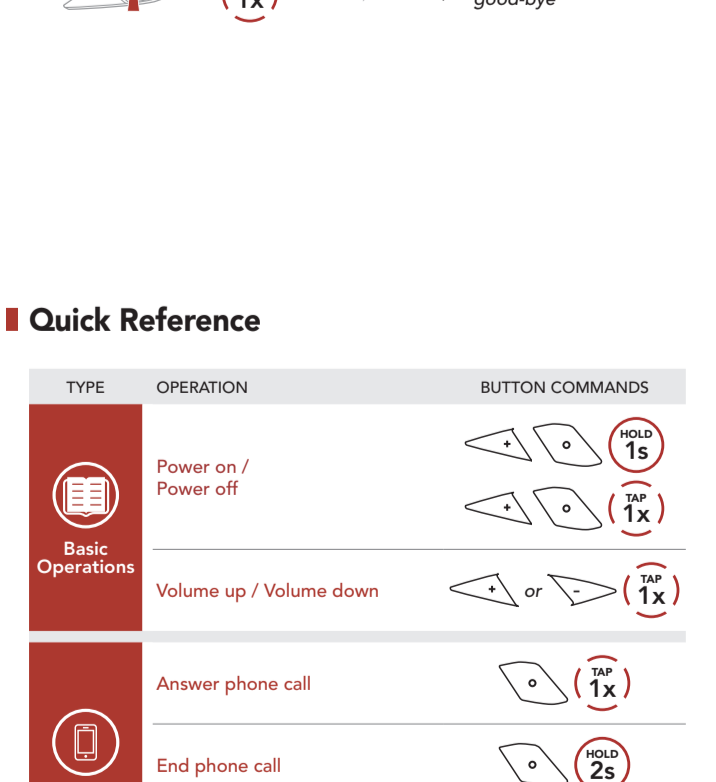 1x
good-bye
Quick Reference
TYPE OPERATION BUTTON COMMANDS
Basic
Operations
Power on /
Power off
+
HOLD
1s
+
TAP
1x
Volume up / Volume down
+ or -
TAP
1x
Answer phone call
TAP
1x
End phone call
HOLD
2s